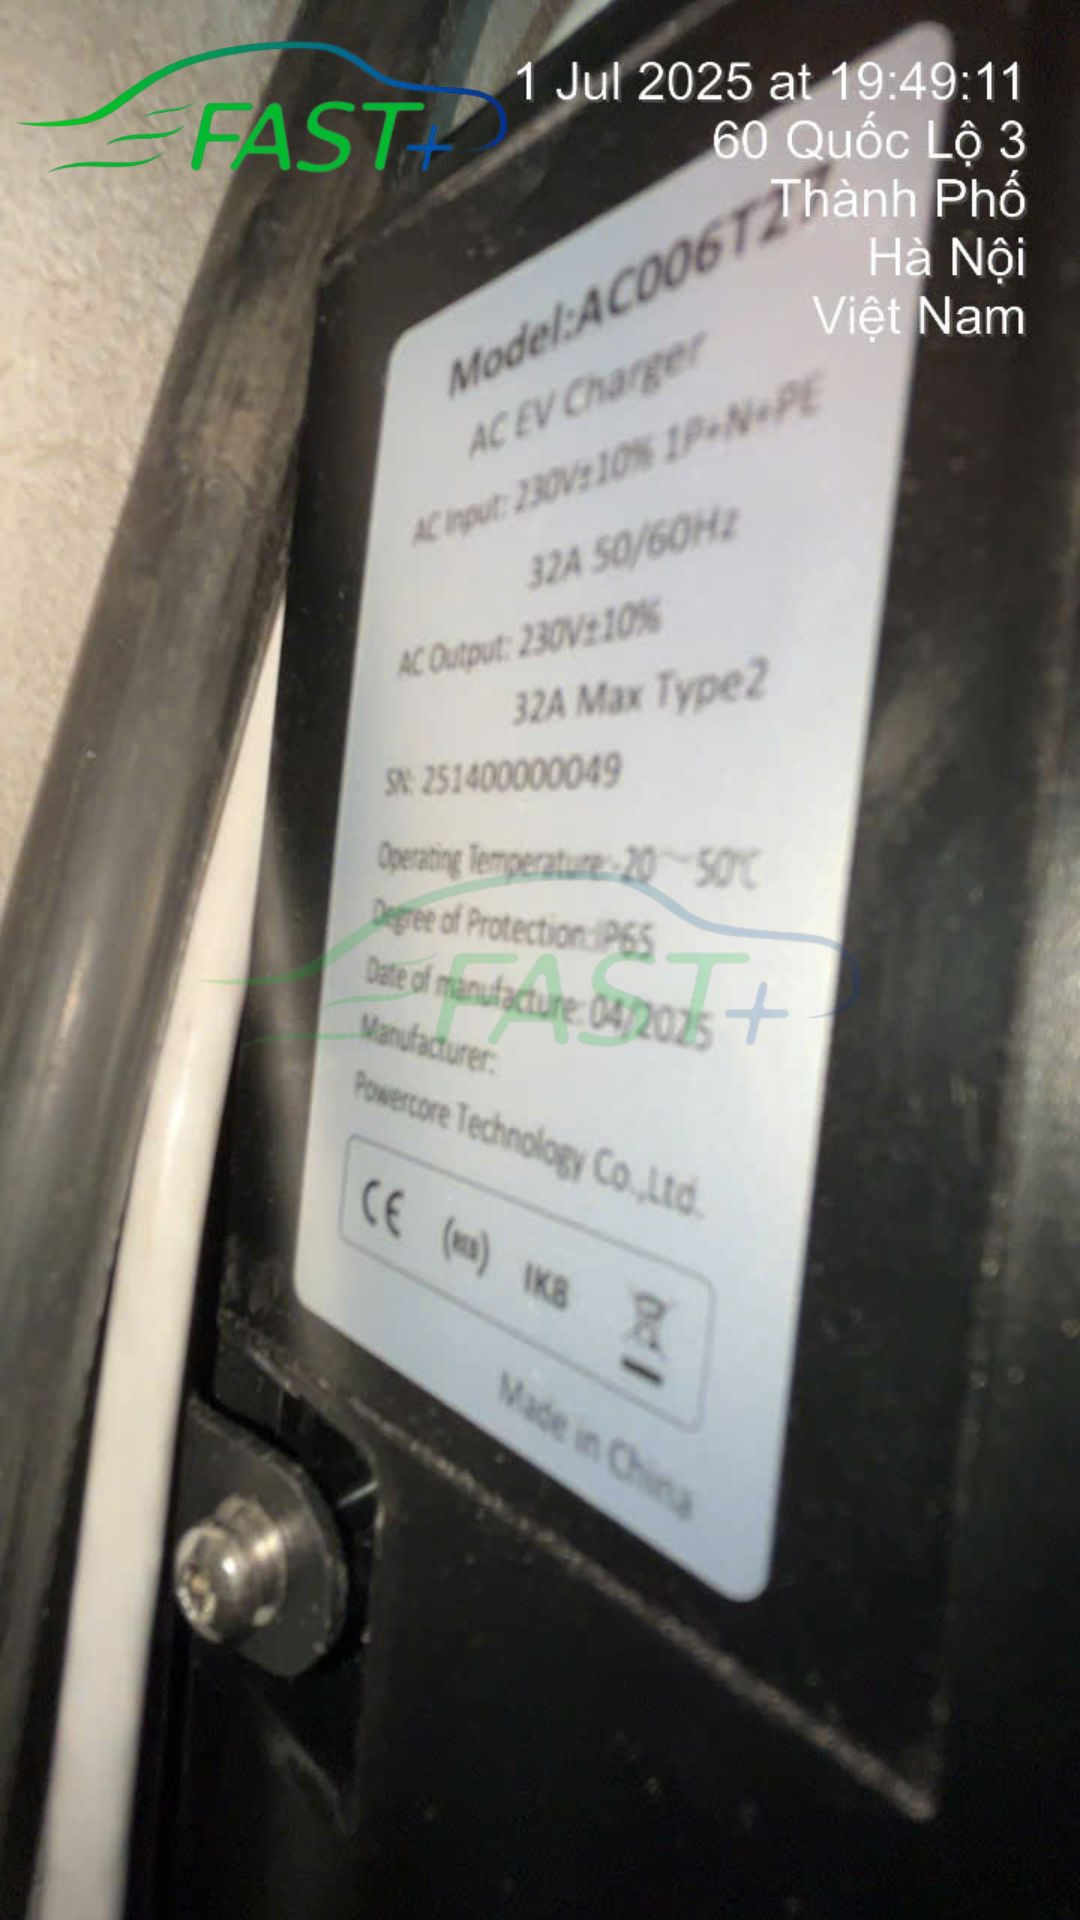 FAST+
1 Jul 2025 at 19:49:11
60 Quốc Lộ 3
Thành Phố
Hà Nội
Việt Nam
AC EV Charger
AC Input: 230V±10% 1P+N+PE
32A 50/60Hz
AC Output: 230V±10%
32A Max Type2
SN: 251400000049
Operating Temperature:-20~50℃
Degree of Protection:IP65
FAST+
Date of manufacture: 04/2025
Manufacturer:
Powercore Technology Co.,Ltd.
CE
IK8
Made in China